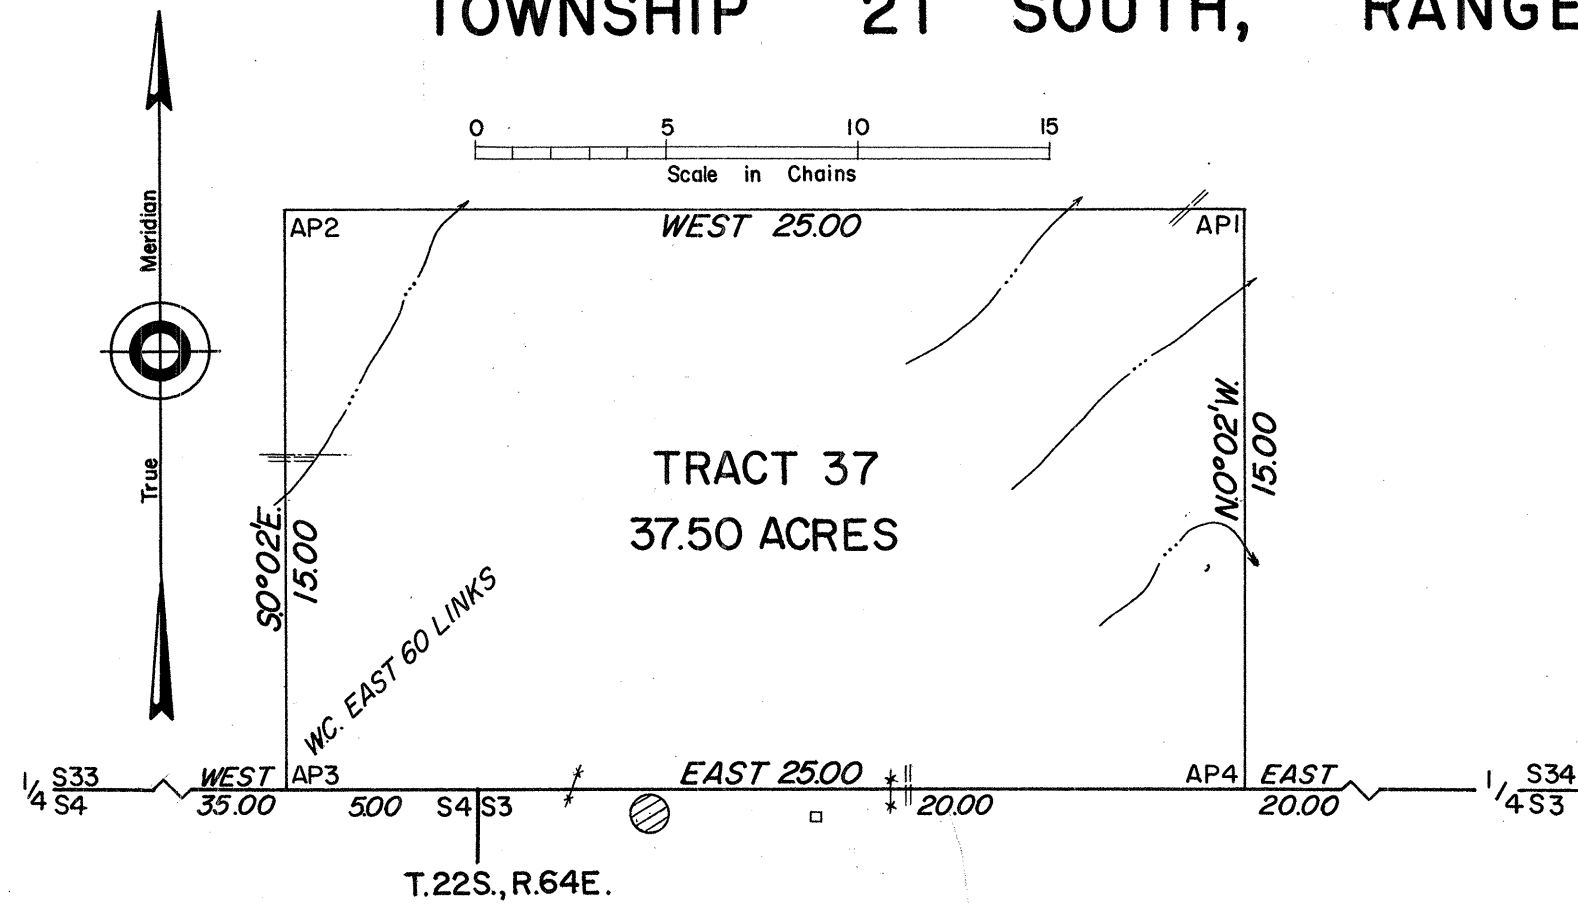 TOWNSHIP 21 SOUTH, RANGE
0 5 10 15
Scale in Chains
True Meridian
AP2
WEST 25.00
AP1
N.0°02'W.
15.00
TRACT 37
37.50 ACRES
S.0°02'E.
15.00
W.C. EAST 60 LINKS
1/4 S33 WEST AP3 EAST 25.00 AP4 EAST 1/4 S34
S4 35.00 5.00 S4 S3 20.00 20.00 S3
T.22S., R.64E.